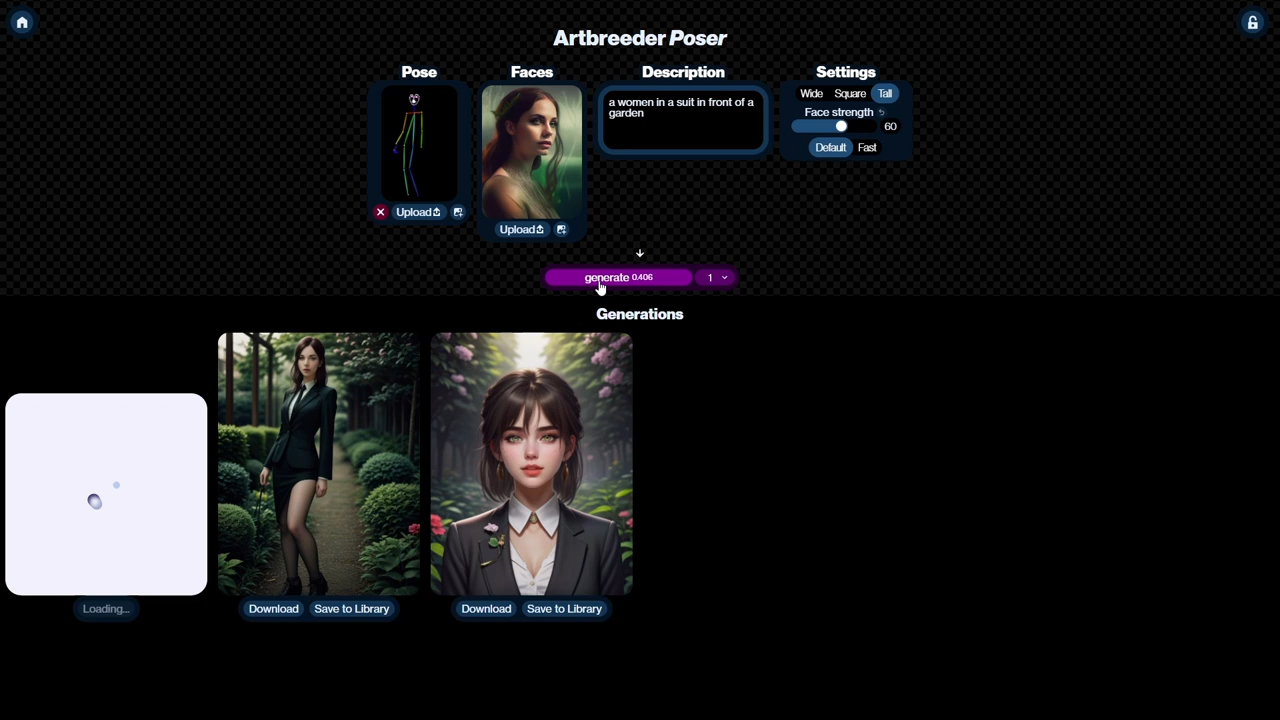 Artbreeder Poser
Pose
Faces
Description
Settings
a women in a suit in front of a
garden
Wide Square Tall
Face strength
60
Default Fast
Upload
Upload
generate 0.406
1
Generations
Loading...
Download Save to Library
Download Save to Library